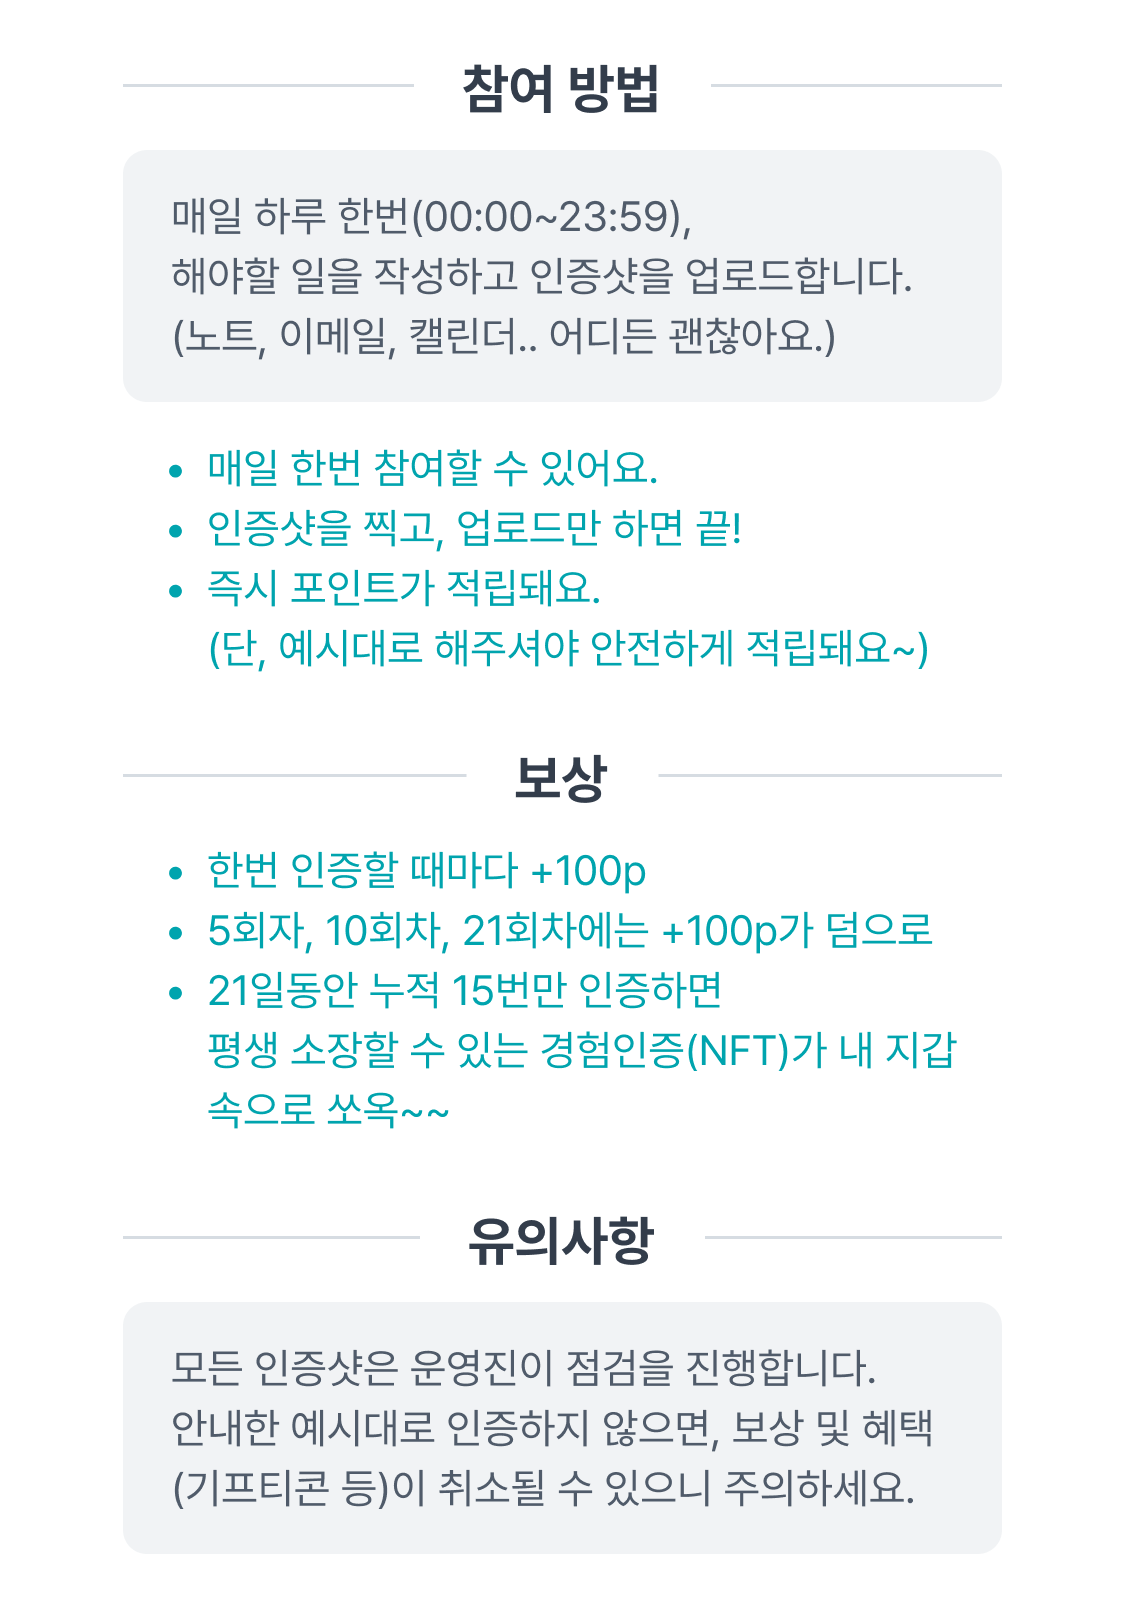 참여 방법
매일 하루 한번(00:00~23:59),
해야할 일을 작성하고 인증샷을 업로드합니다.
(노트, 이메일, 캘린더.. 어디든 괜찮아요.)
• 매일 한번 참여할 수 있어요.
• 인증샷을 찍고, 업로드만 하면 끝!
• 즉시 포인트가 적립돼요.
(단, 예시대로 해주셔야 안전하게 적립돼요~)
보상
• 한번 인증할 때마다 +100p
• 5회자, 10회차, 21회차에는 +100p가 덤으로
• 21일동안 누적 15번만 인증하면
평생 소장할 수 있는 경험인증(NFT)가 내 지갑
속으로 쏘옥~~
유의사항
모든 인증샷은 운영진이 점검을 진행합니다.
안내한 예시대로 인증하지 않으면, 보상 및 혜택
(기프티콘 등)이 취소될 수 있으니 주의하세요.